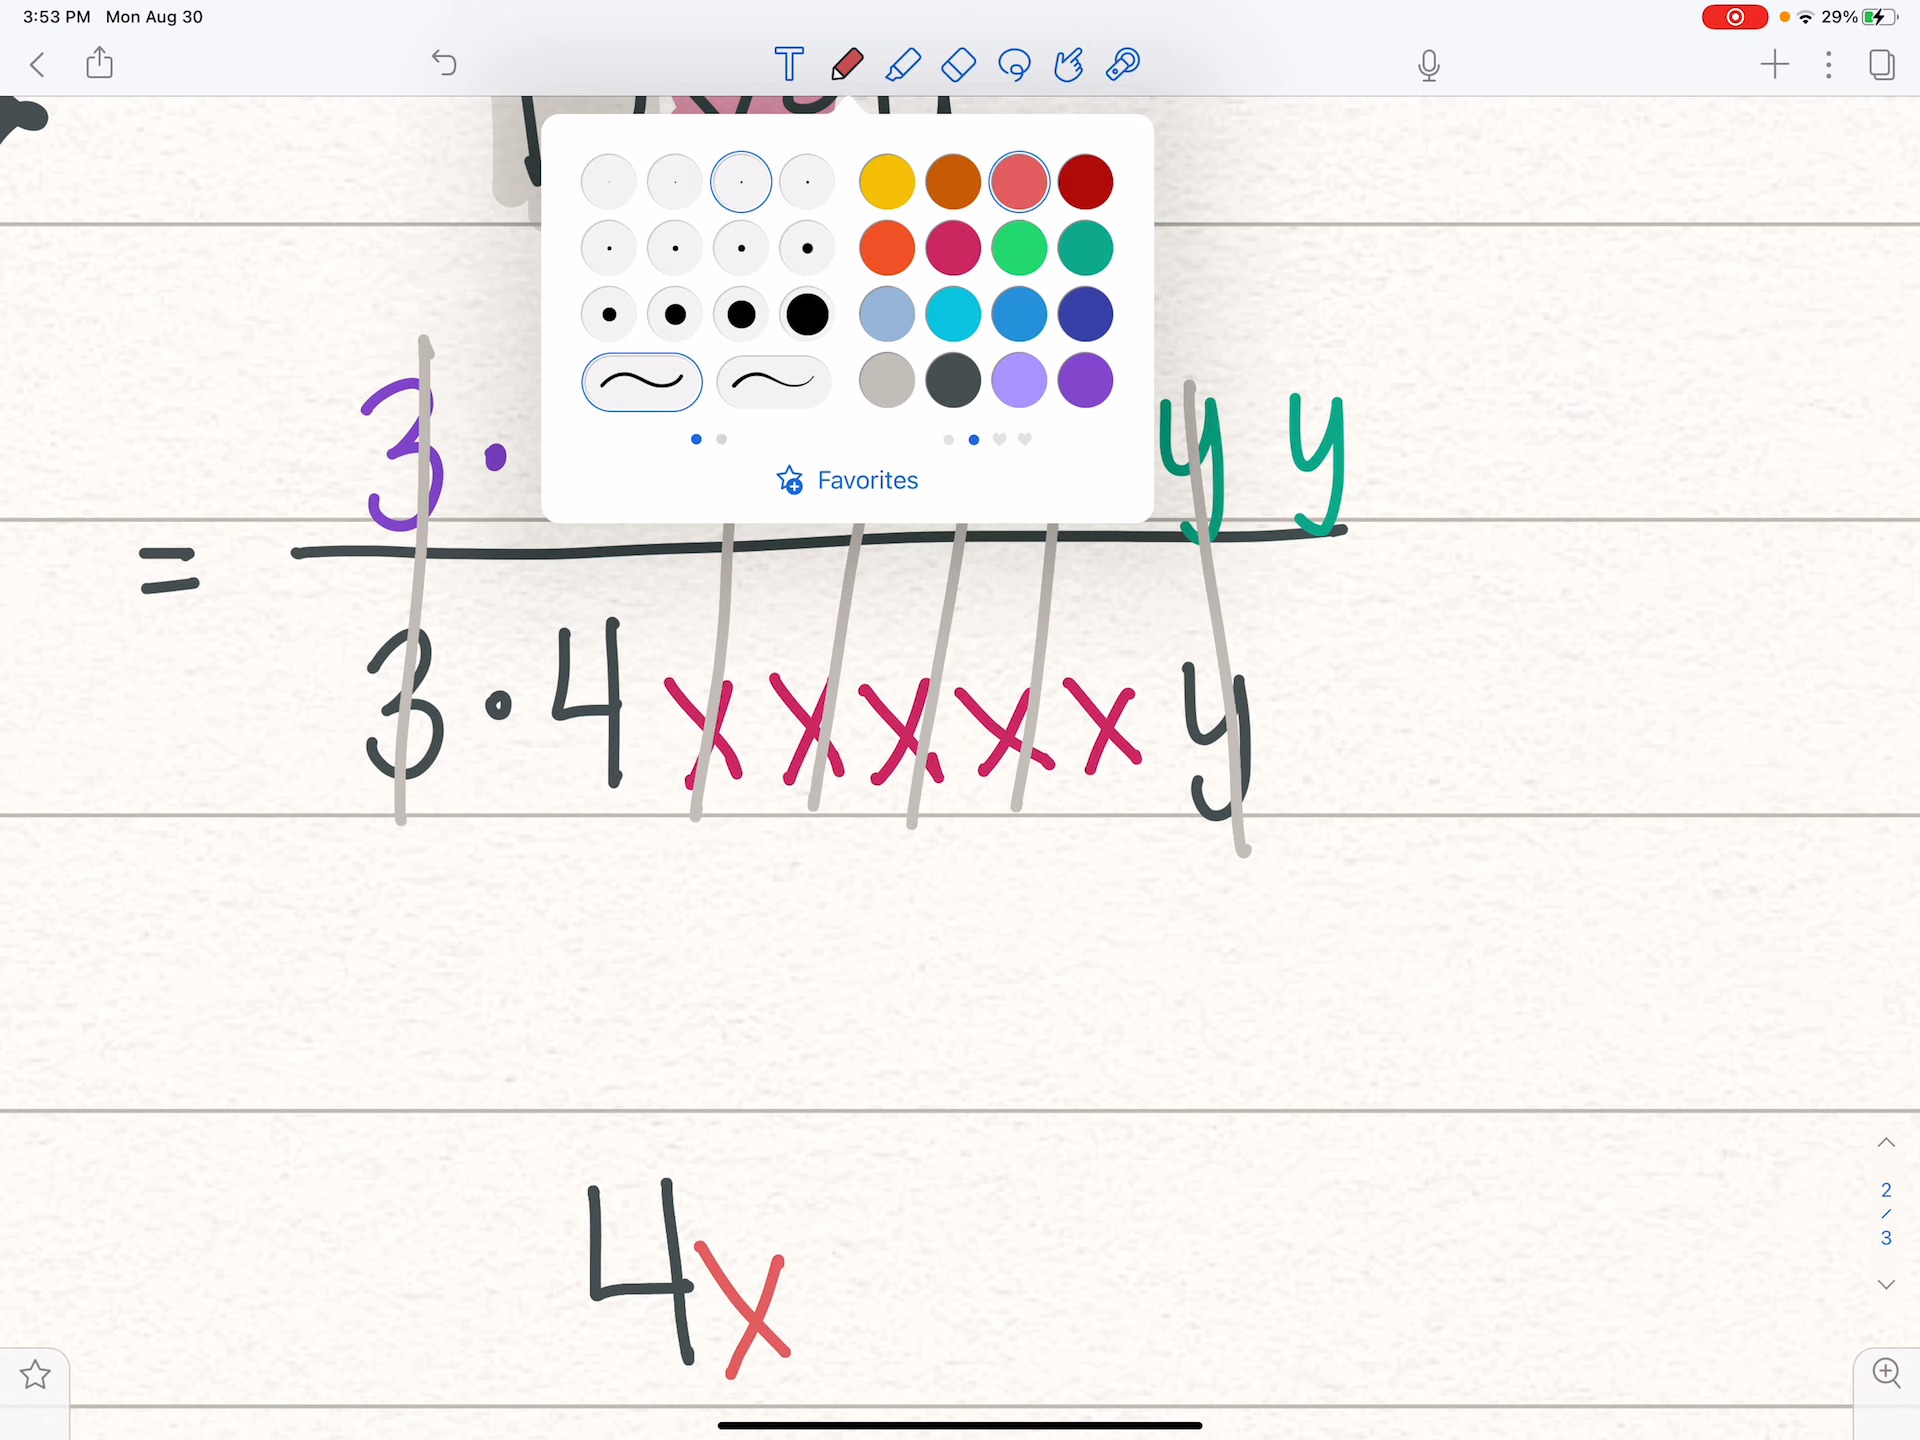 3:53 PM Mon Aug 30
29%
T
Favorites
3 · y y
=
3 · 4 x x x x x y
2
/
3
4x